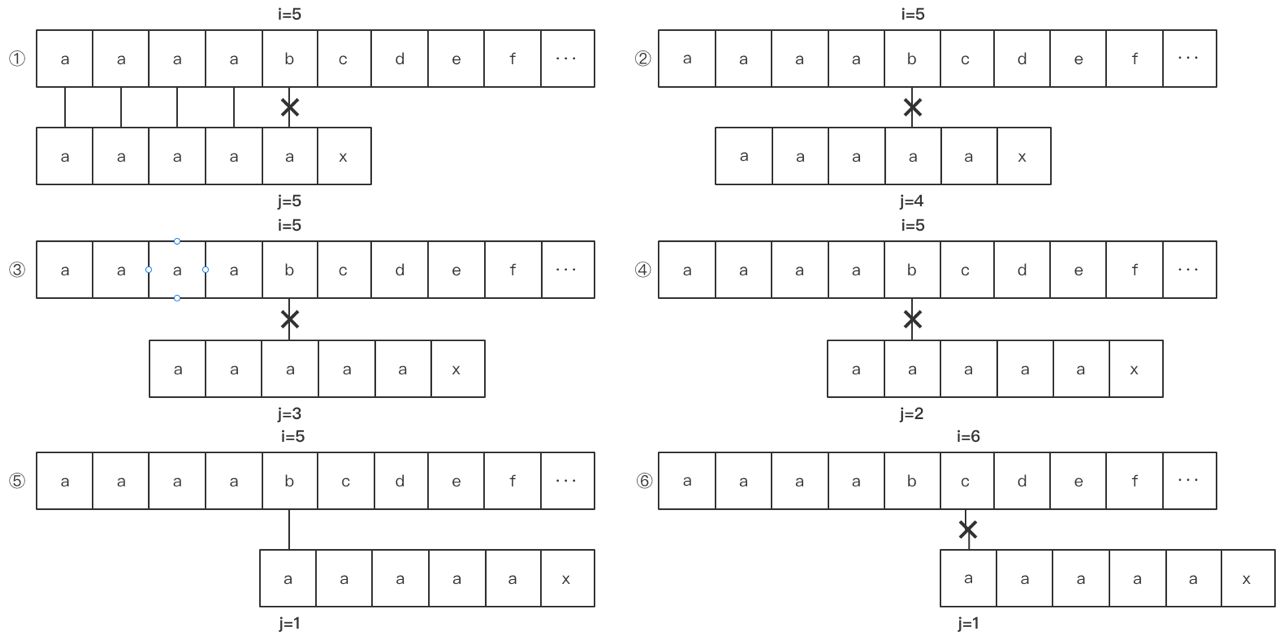 i=5
① a a a a b c d e f ···
a a a a a x
j=5
i=5
② a a a a b c d e f ···
a a a a a x
j=4
i=5
③ a a a a b c d e f ···
a a a a a x
j=3
i=5
④ a a a a b c d e f ···
a a a a a x
j=2
i=5
⑤ a a a a b c d e f ···
a a a a a x
j=1
i=6
⑥ a a a a b c d e f ···
a a a a a x
j=1